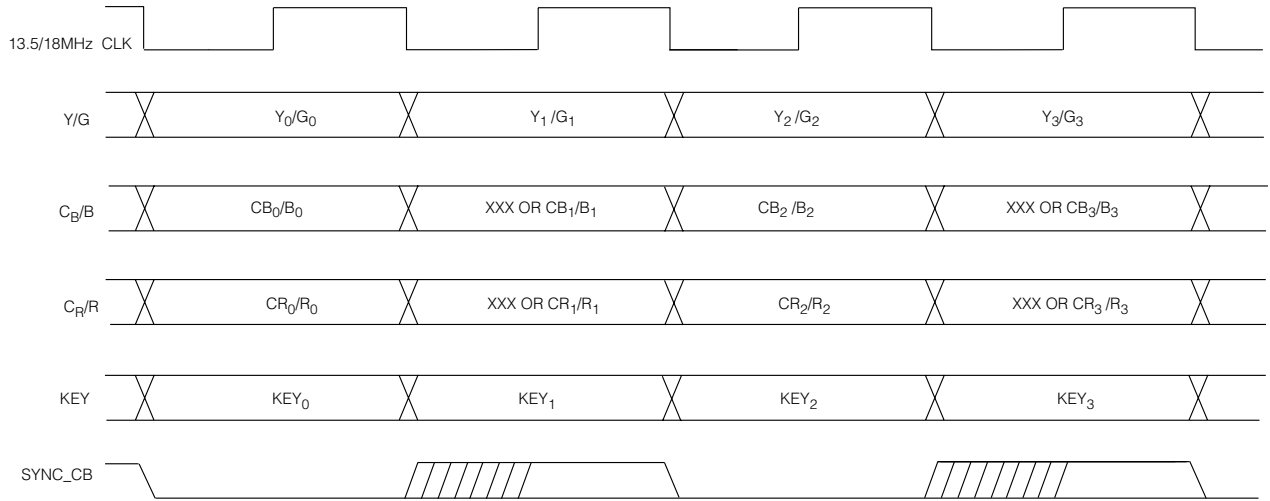 13.5/18MHz CLK
Y/G Y₀/G₀ Y₁/G₁ Y₂/G₂ Y₃/G₃
C_B/B CB₀/B₀ XXX OR CB₁/B₁ CB₂/B₂ XXX OR CB₃/B₃
C_R/R CR₀/R₀ XXX OR CR₁/R₁ CR₂/R₂ XXX OR CR₃/R₃
KEY KEY₀ KEY₁ KEY₂ KEY₃
SYNC_CB